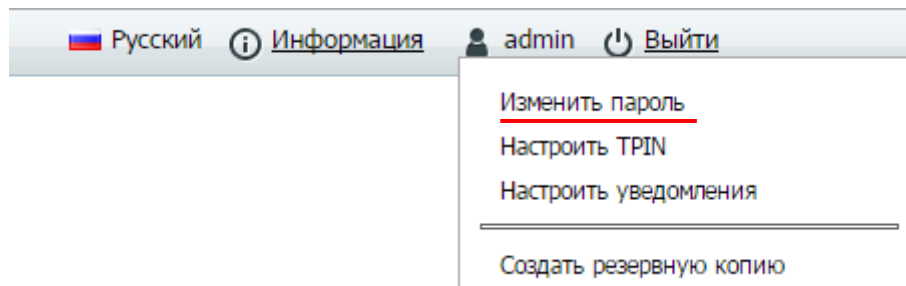 Русский Информация admin Выйти
Изменить пароль
Настроить TPIN
Настроить уведомления
Создать резервную копию